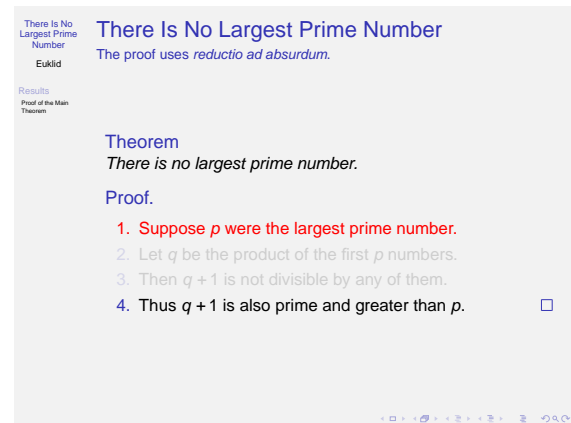 There Is No
Largest Prime
Number
Euklid
Results
Proof of the Main
Theorem
There Is No Largest Prime Number
The proof uses reductio ad absurdum.
Theorem
There is no largest prime number.
Proof.
1. Suppose p were the largest prime number.
2. Let q be the product of the first p numbers.
3. Then q + 1 is not divisible by any of them.
4. Thus q + 1 is also prime and greater than p.